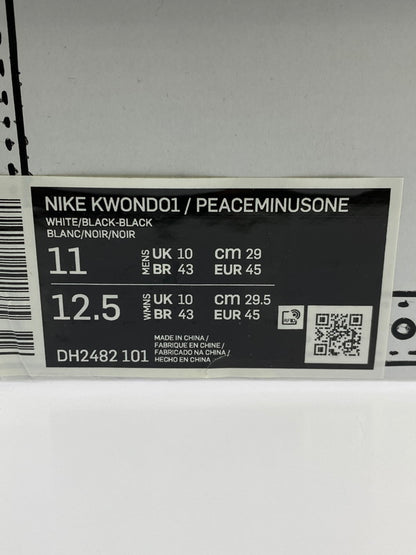 NIKE KWONDO1 / PEACEMINUSONE
WHITE/BLACK-BLACK
BLANC/NOIR/NOIR
11 MENS UK 10 CM 29
BR 43 EUR 45
12.5 WMNS UK 10 CM 29.5
BR 43 EUR 45
DH2482 101
MADE IN CHINA /
FABRIQUE EN CHINE /
FABRICADO NA CHINA /
HECHO EN CHINA